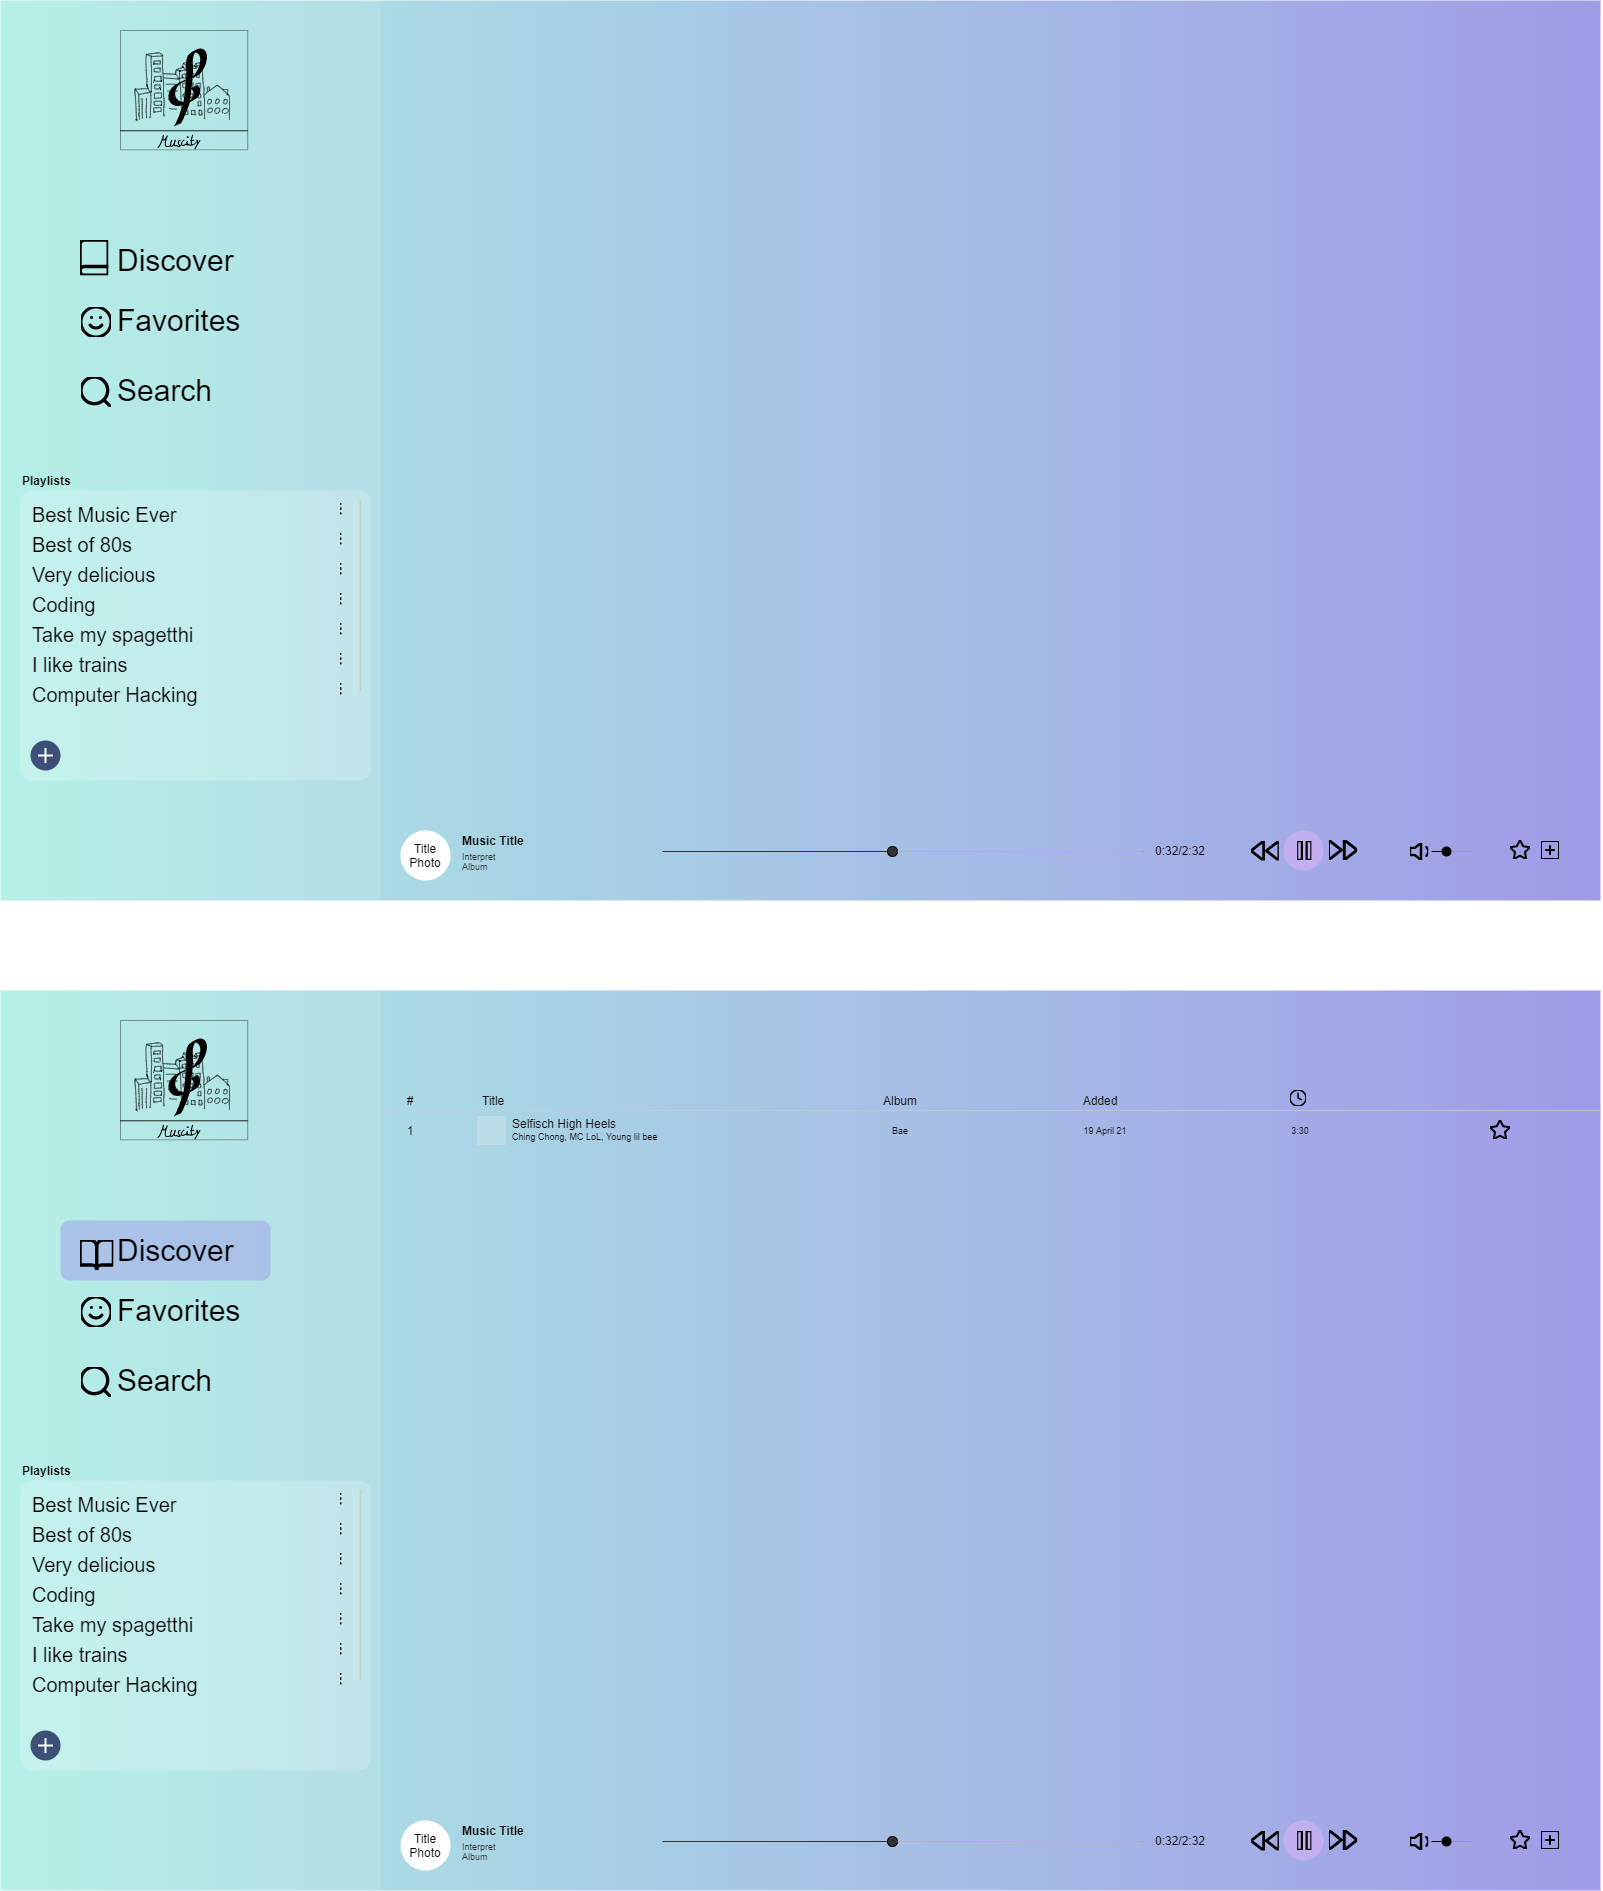 Muscity
Discover
Favorites
Search
Playlists
Best Music Ever
Best of 80s
Very delicious
Coding
Take my spagetthi
I like trains
Computer Hacking
Title
Photo
Music Title
Interpret
Album
0:32/2:32
Muscity
# Title Album Added
1 Selfisch High Heels Bae 19 April 21 3:30
Ching Chong, MC LoL, Young lil bee
Discover
Favorites
Search
Playlists
Best Music Ever
Best of 80s
Very delicious
Coding
Take my spagetthi
I like trains
Computer Hacking
Title
Photo
Music Title
Interpret
Album
0:32/2:32